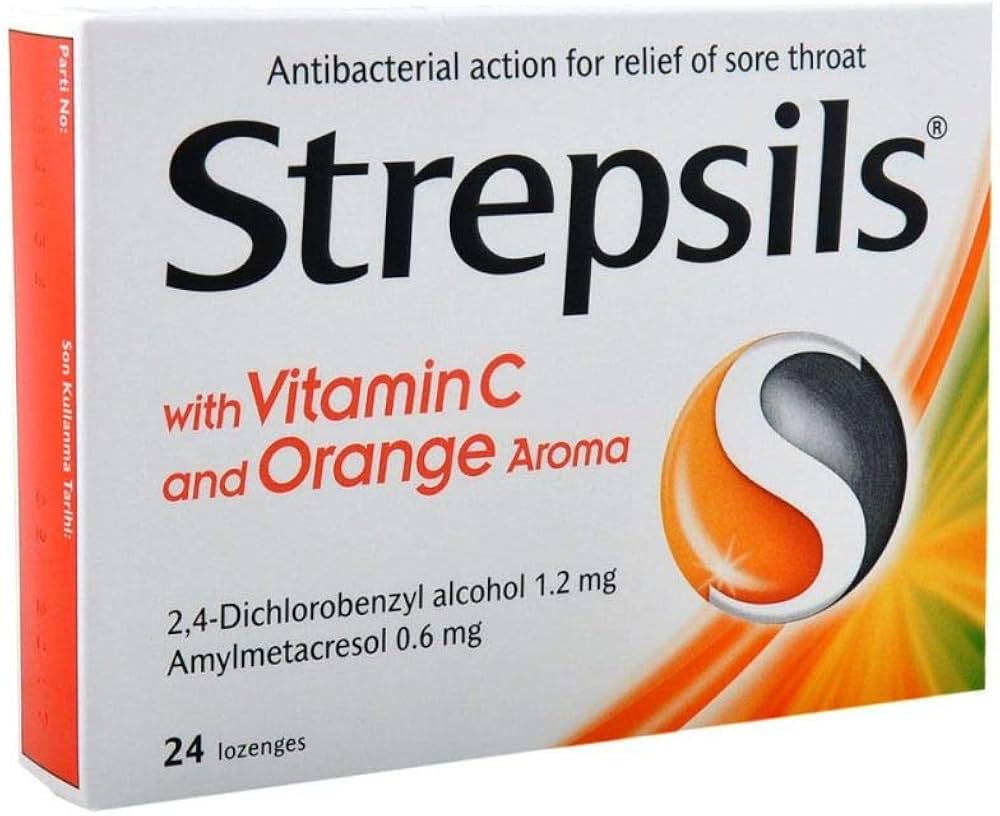 Antibacterial action for relief of sore throat
Strepsils®
with Vitamin C
and Orange Aroma
2,4-Dichlorobenzyl alcohol 1.2 mg
Amylmetacresol 0.6 mg
24 lozenges
Parti No:
Son Kullanma Tarihi: